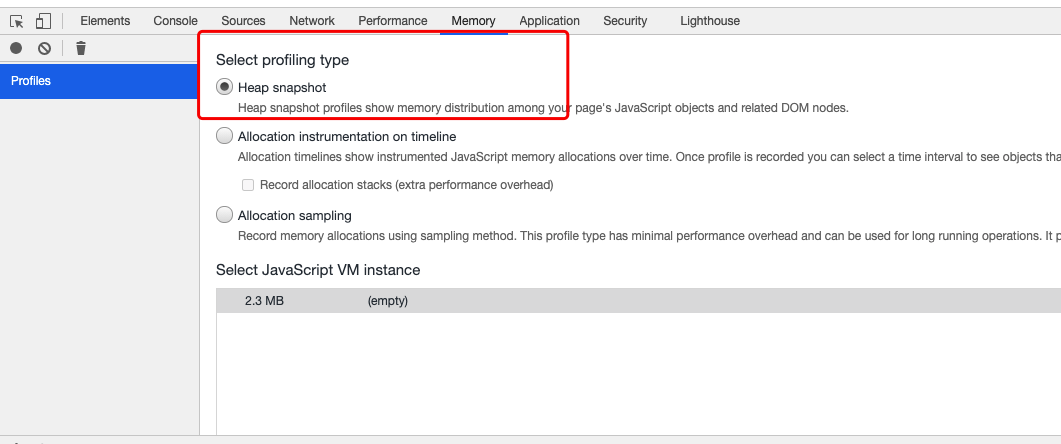 Elements Console Sources Network Performance Memory Application Security Lighthouse
Profiles
Select profiling type
Heap snapshot
Heap snapshot profiles show memory distribution among your page's JavaScript objects and related DOM nodes.
Allocation instrumentation on timeline
Allocation timelines show instrumented JavaScript memory allocations over time. Once profile is recorded you can select a time interval to see objects tha
Record allocation stacks (extra performance overhead)
Allocation sampling
Record memory allocations using sampling method. This profile type has minimal performance overhead and can be used for long running operations. It p
Select JavaScript VM instance
2.3 MB (empty)